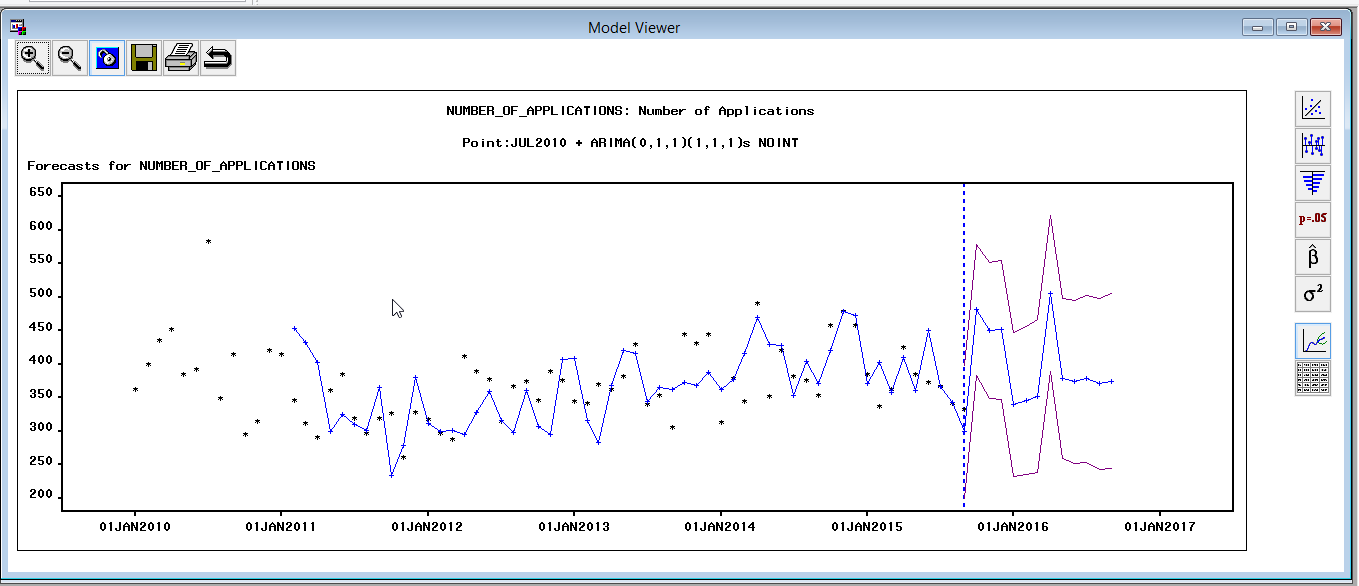 Model Viewer
NUMBER_OF_APPLICATIONS: Number of Applications
Point:JUL2010 + ARIMA(0,1,1)(1,1,1)s NOINT
Forecasts for NUMBER_OF_APPLICATIONS
650
600
550
500
450
400
350
300
250
200
01JAN2010 01JAN2011 01JAN2012 01JAN2013 01JAN2014 01JAN2015 01JAN2016 01JAN2017
p=.05
β̂
σ²